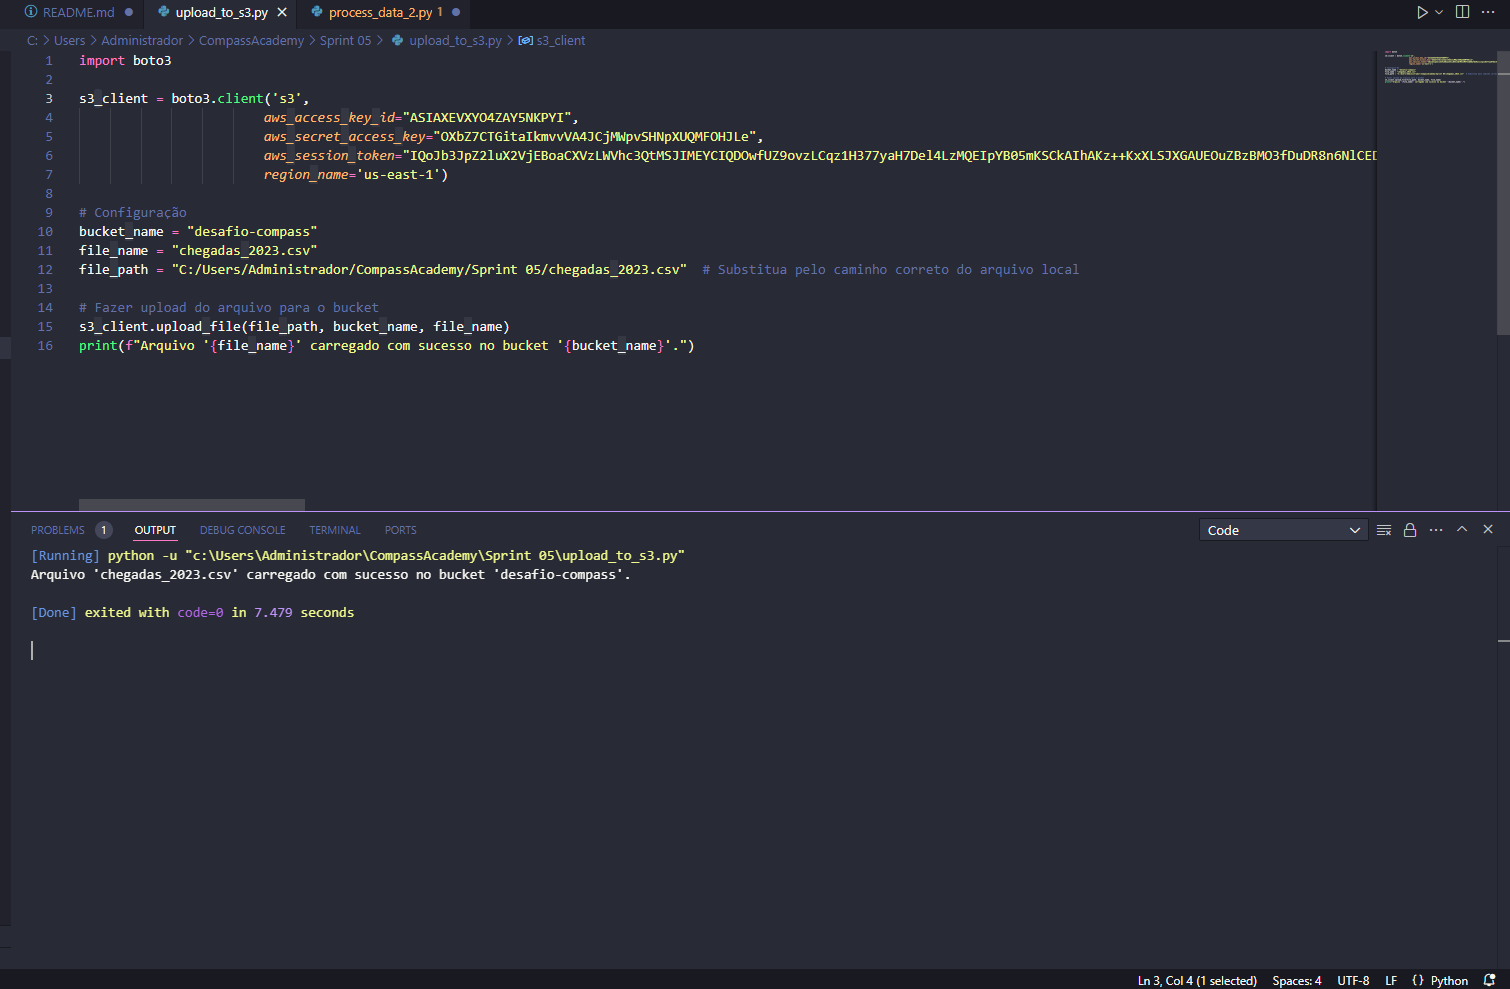 README.md
upload_to_s3.py
process_data_2.py 1
C: > Users > Administrador > CompassAcademy > Sprint 05 > upload_to_s3.py > s3_client
1 import boto3
2
3 s3_client = boto3.client('s3',
4 aws_access_key_id="ASIAXEVXYO4ZAY5NKPYI",
5 aws_secret_access_key="OXbZ7CTGitaIkmvvVA4JCjMWpvSHNpXUQMFOHJLe",
6 aws_session_token="IQoJb3JpZ2luX2VjEBoaCXVzLWVhc3QtMSJIMEYCIQDOwfUZ9ovzLCqz1H377yaH7Del4LzMQEIpYB05mKSCkAIhAKz++KxXLSJXGAUEOuZBzBMO3fDuDR8n6NlCED
7 region_name='us-east-1')
8
9 # Configuração
10 bucket_name = "desafio-compass"
11 file_name = "chegadas_2023.csv"
12 file_path = "C:/Users/Administrador/CompassAcademy/Sprint 05/chegadas_2023.csv" # Substitua pelo caminho correto do arquivo local
13
14 # Fazer upload do arquivo para o bucket
15 s3_client.upload_file(file_path, bucket_name, file_name)
16 print(f"Arquivo '{file_name}' carregado com sucesso no bucket '{bucket_name}'.")
PROBLEMS 1 OUTPUT DEBUG CONSOLE TERMINAL PORTS Code
[Running] python -u "c:\Users\Administrador\CompassAcademy\Sprint 05\upload_to_s3.py"
Arquivo 'chegadas_2023.csv' carregado com sucesso no bucket 'desafio-compass'.
[Done] exited with code=0 in 7.479 seconds
Ln 3, Col 4 (1 selected) Spaces: 4 UTF-8 LF {} Python